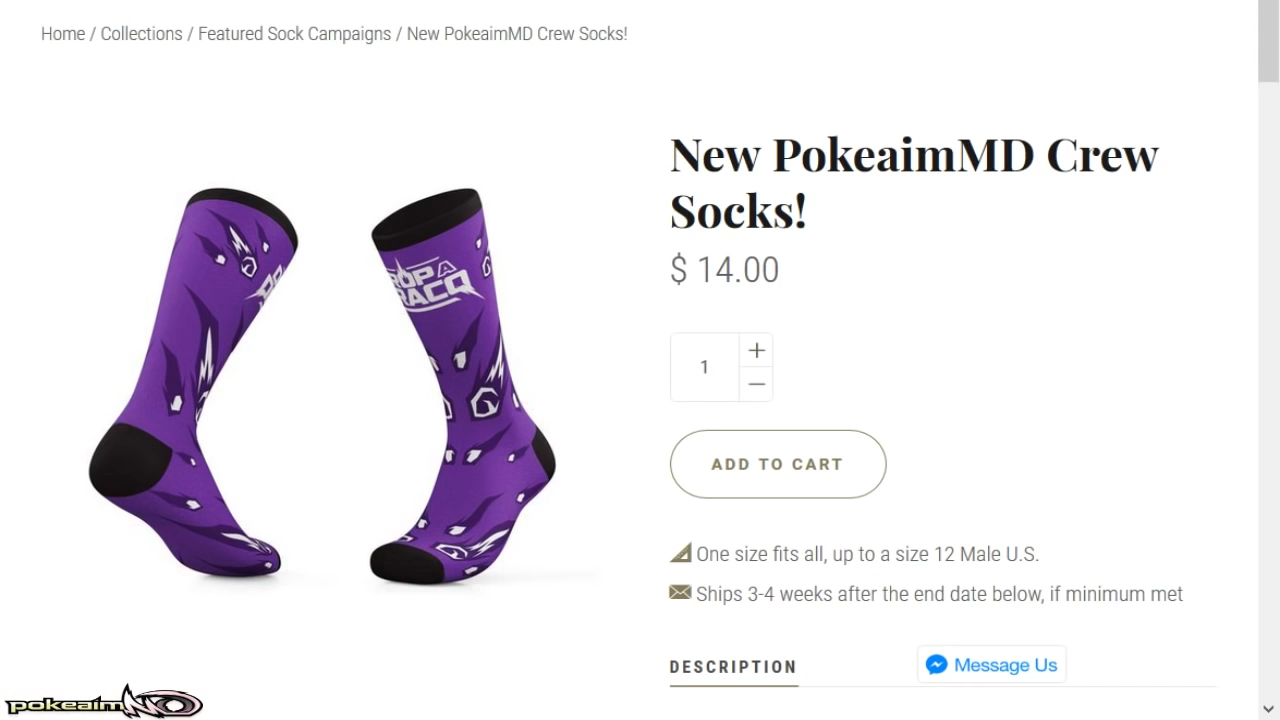 Home / Collections / Featured Sock Campaigns / New PokeaimMD Crew Socks!
New PokeaimMD Crew
Socks!
$ 14.00
1
+
—
ADD TO CART
One size fits all, up to a size 12 Male U.S.
Ships 3-4 weeks after the end date below, if minimum met
DESCRIPTION
Message Us
ROP A
RACO
pokeaim